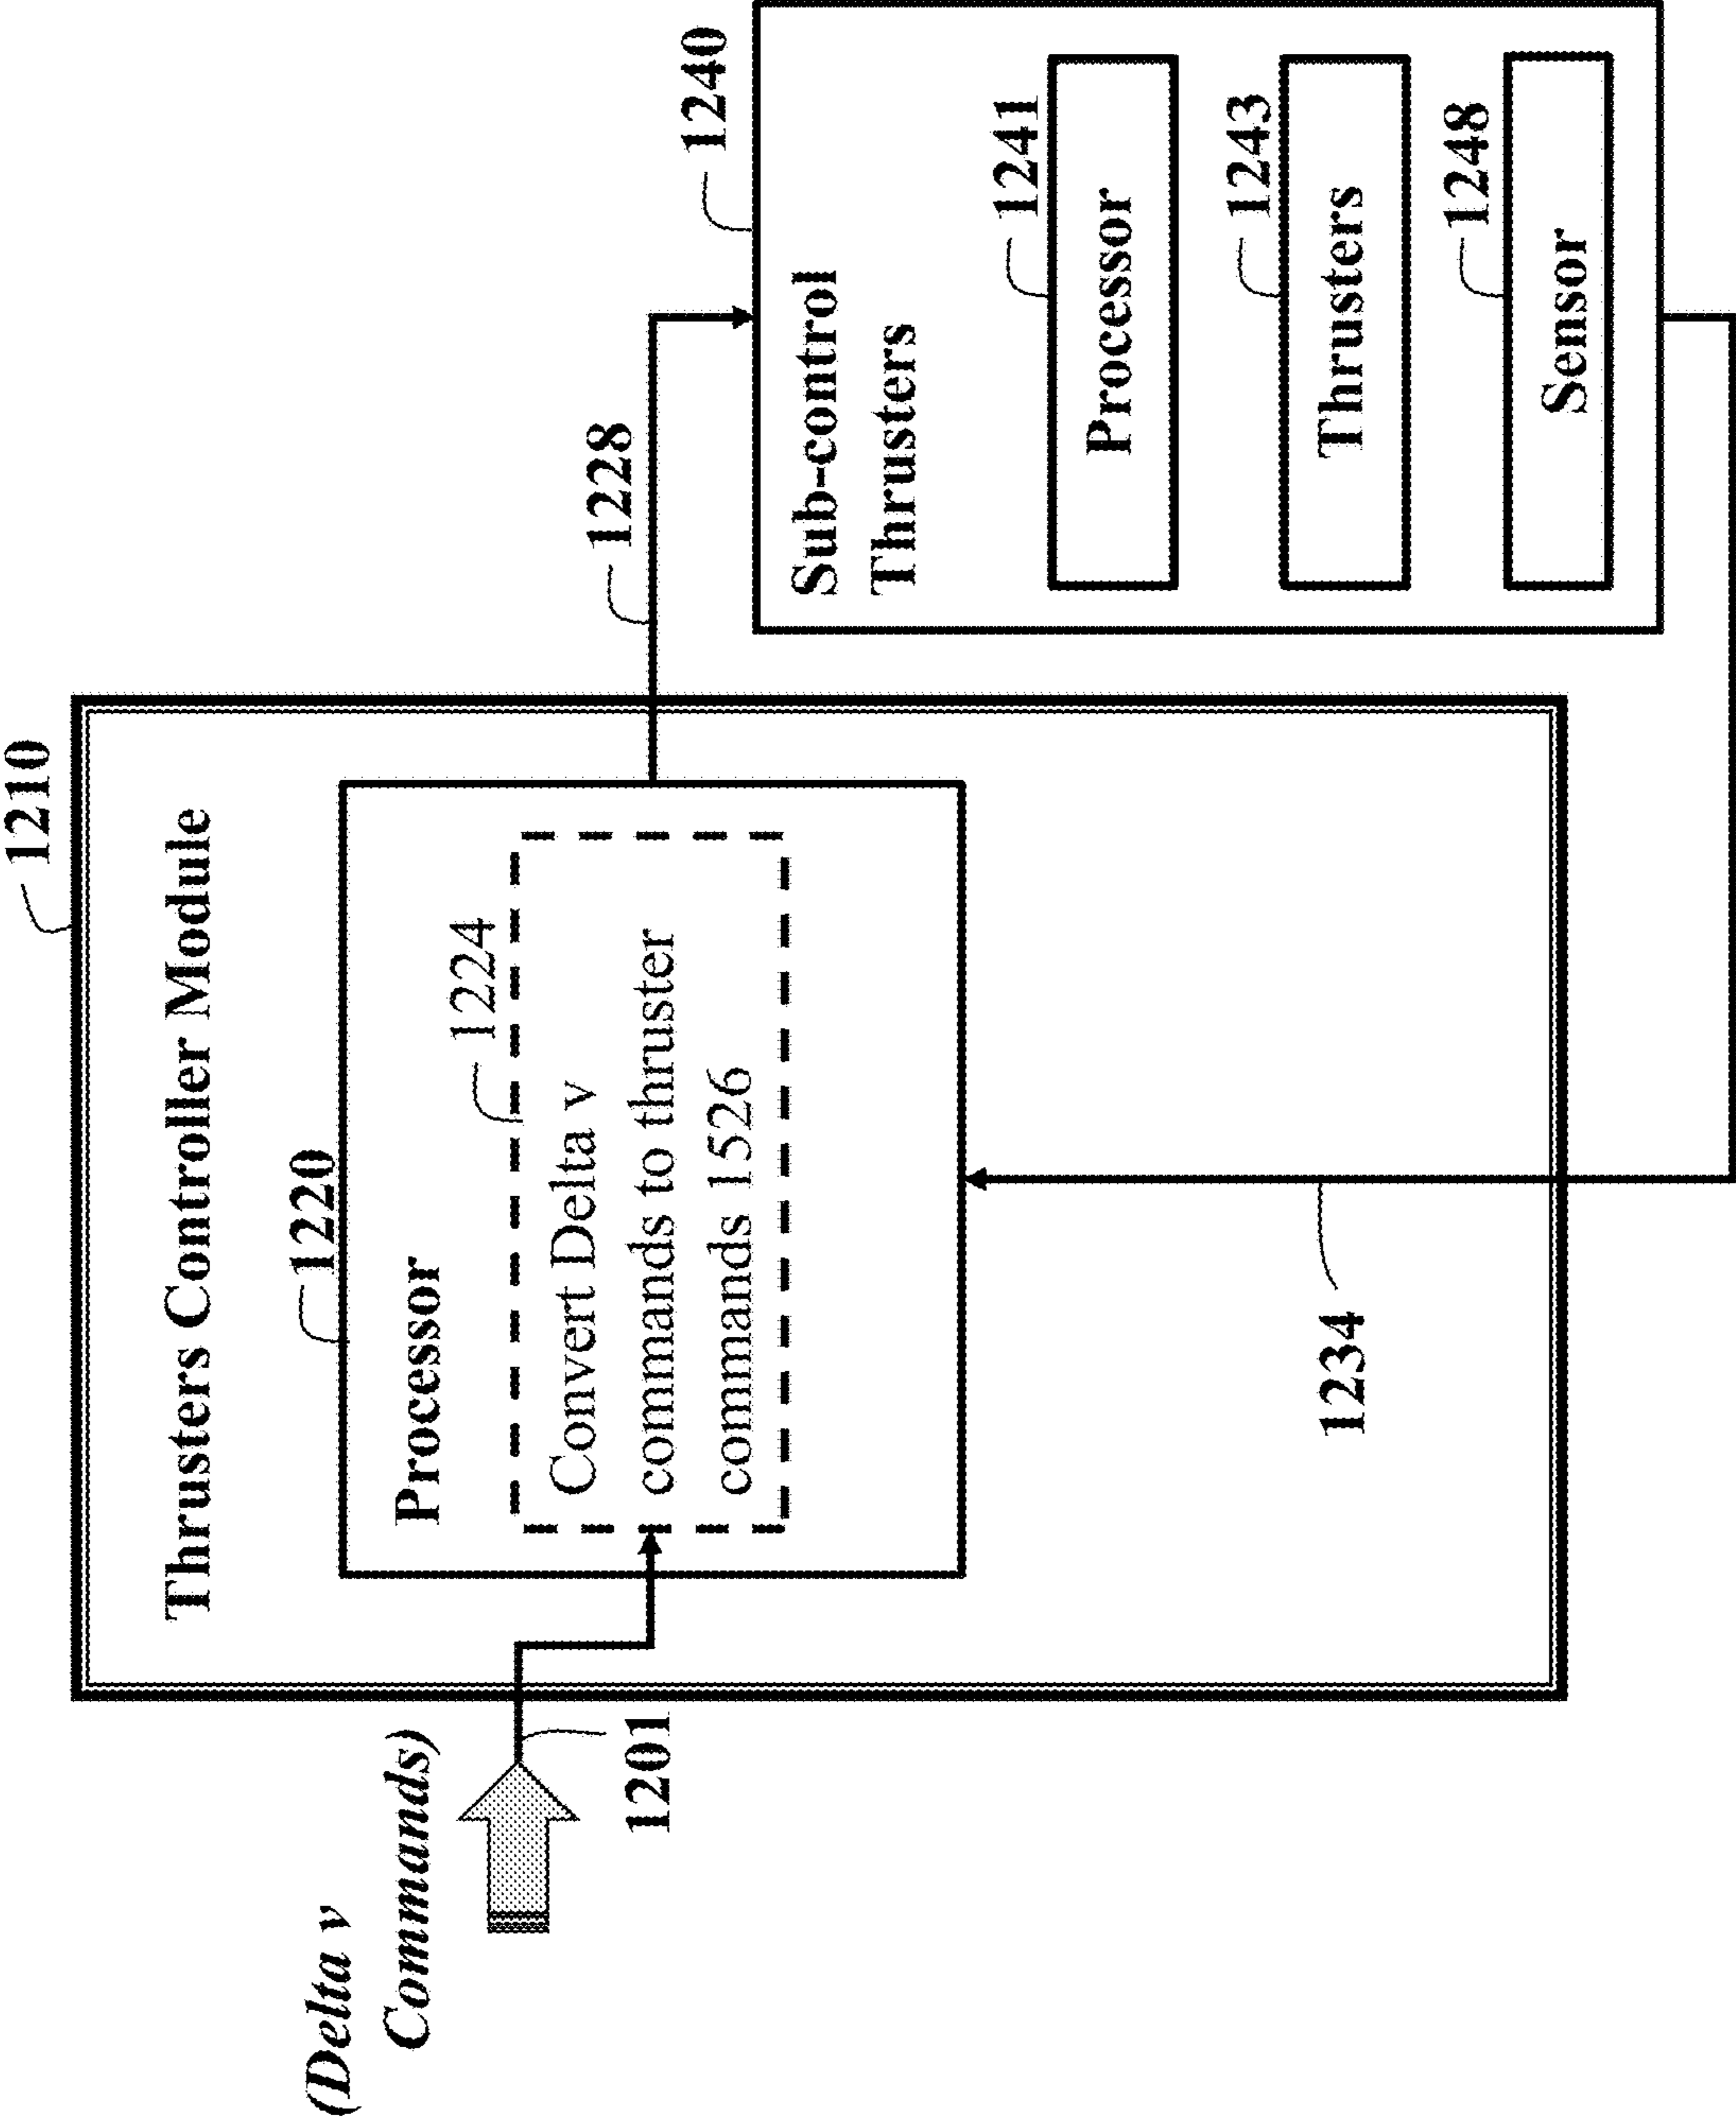 1210
Thrusters Controller Module
1220
Processor
1224
Convert Delta v
commands to thruster
commands 1526
(Delta v
Commands)
1201
1228
1234
1240
Sub-control
Thrusters
1241
Processor
1243
Thrusters
1248
Sensor